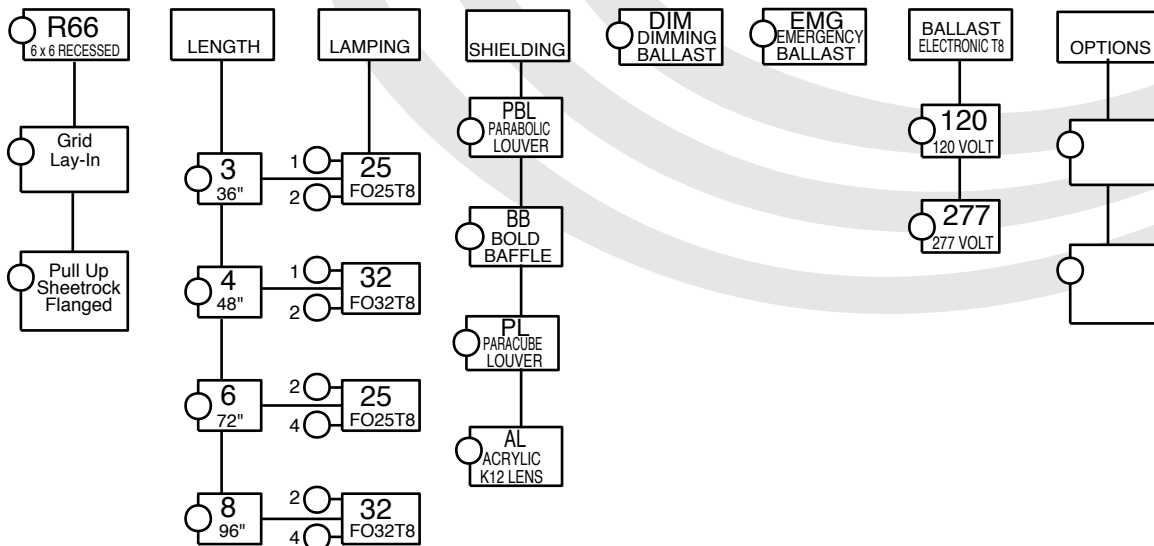 R66
6 x 6 RECESSED
Grid
Lay-In
Pull Up
Sheetrock
Flanged
LENGTH
3
36"
4
48"
6
72"
8
96"
LAMPING
1
2
25
FO25T8
1
2
32
FO32T8
2
4
25
FO25T8
2
4
32
FO32T8
SHIELDING
PBL
PARABOLIC
LOUVER
BB
BOLD
BAFFLE
PL
PARACUBE
LOUVER
AL
ACRYLIC
K12 LENS
DIM
DIMMING
BALLAST
EMG
EMERGENCY
BALLAST
BALLAST
ELECTRONIC T8
120
120 VOLT
277
277 VOLT
OPTIONS